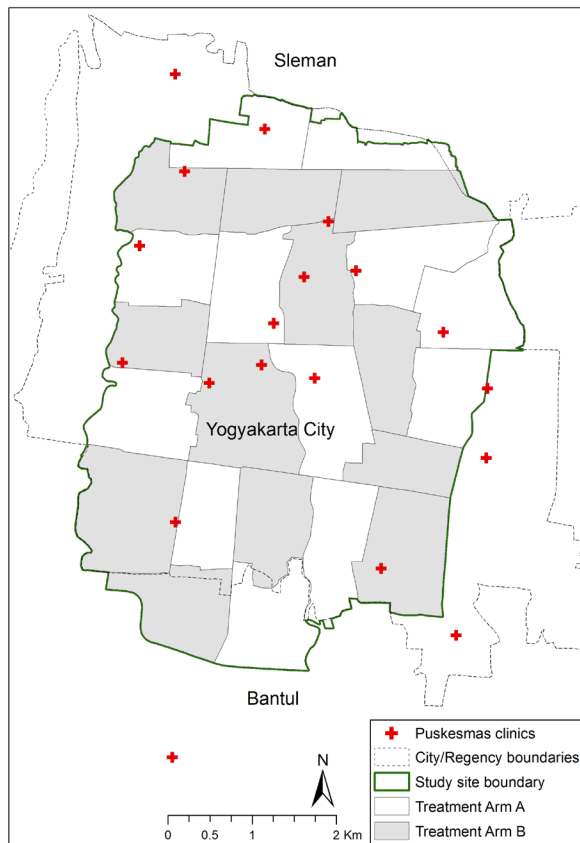 Sleman
Yogyakarta City
Bantul
N
0 0.5 1 2 Km
Puskesmas clinics
City/Regency boundaries
Study site boundary
Treatment Arm A
Treatment Arm B